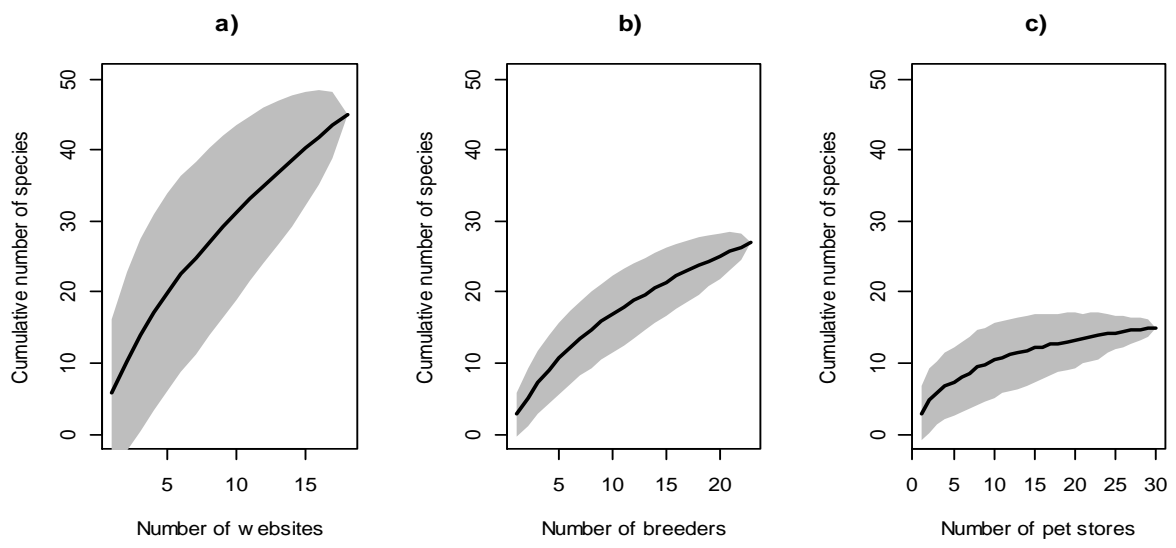 a)
50
40
30
20
10
0
Cumulative number of species
5 10 15
Number of websites
b)
50
40
30
20
10
0
Cumulative number of species
5 10 15 20
Number of breeders
c)
50
40
30
20
10
0
Cumulative number of species
0 5 10 15 20 25 30
Number of pet stores